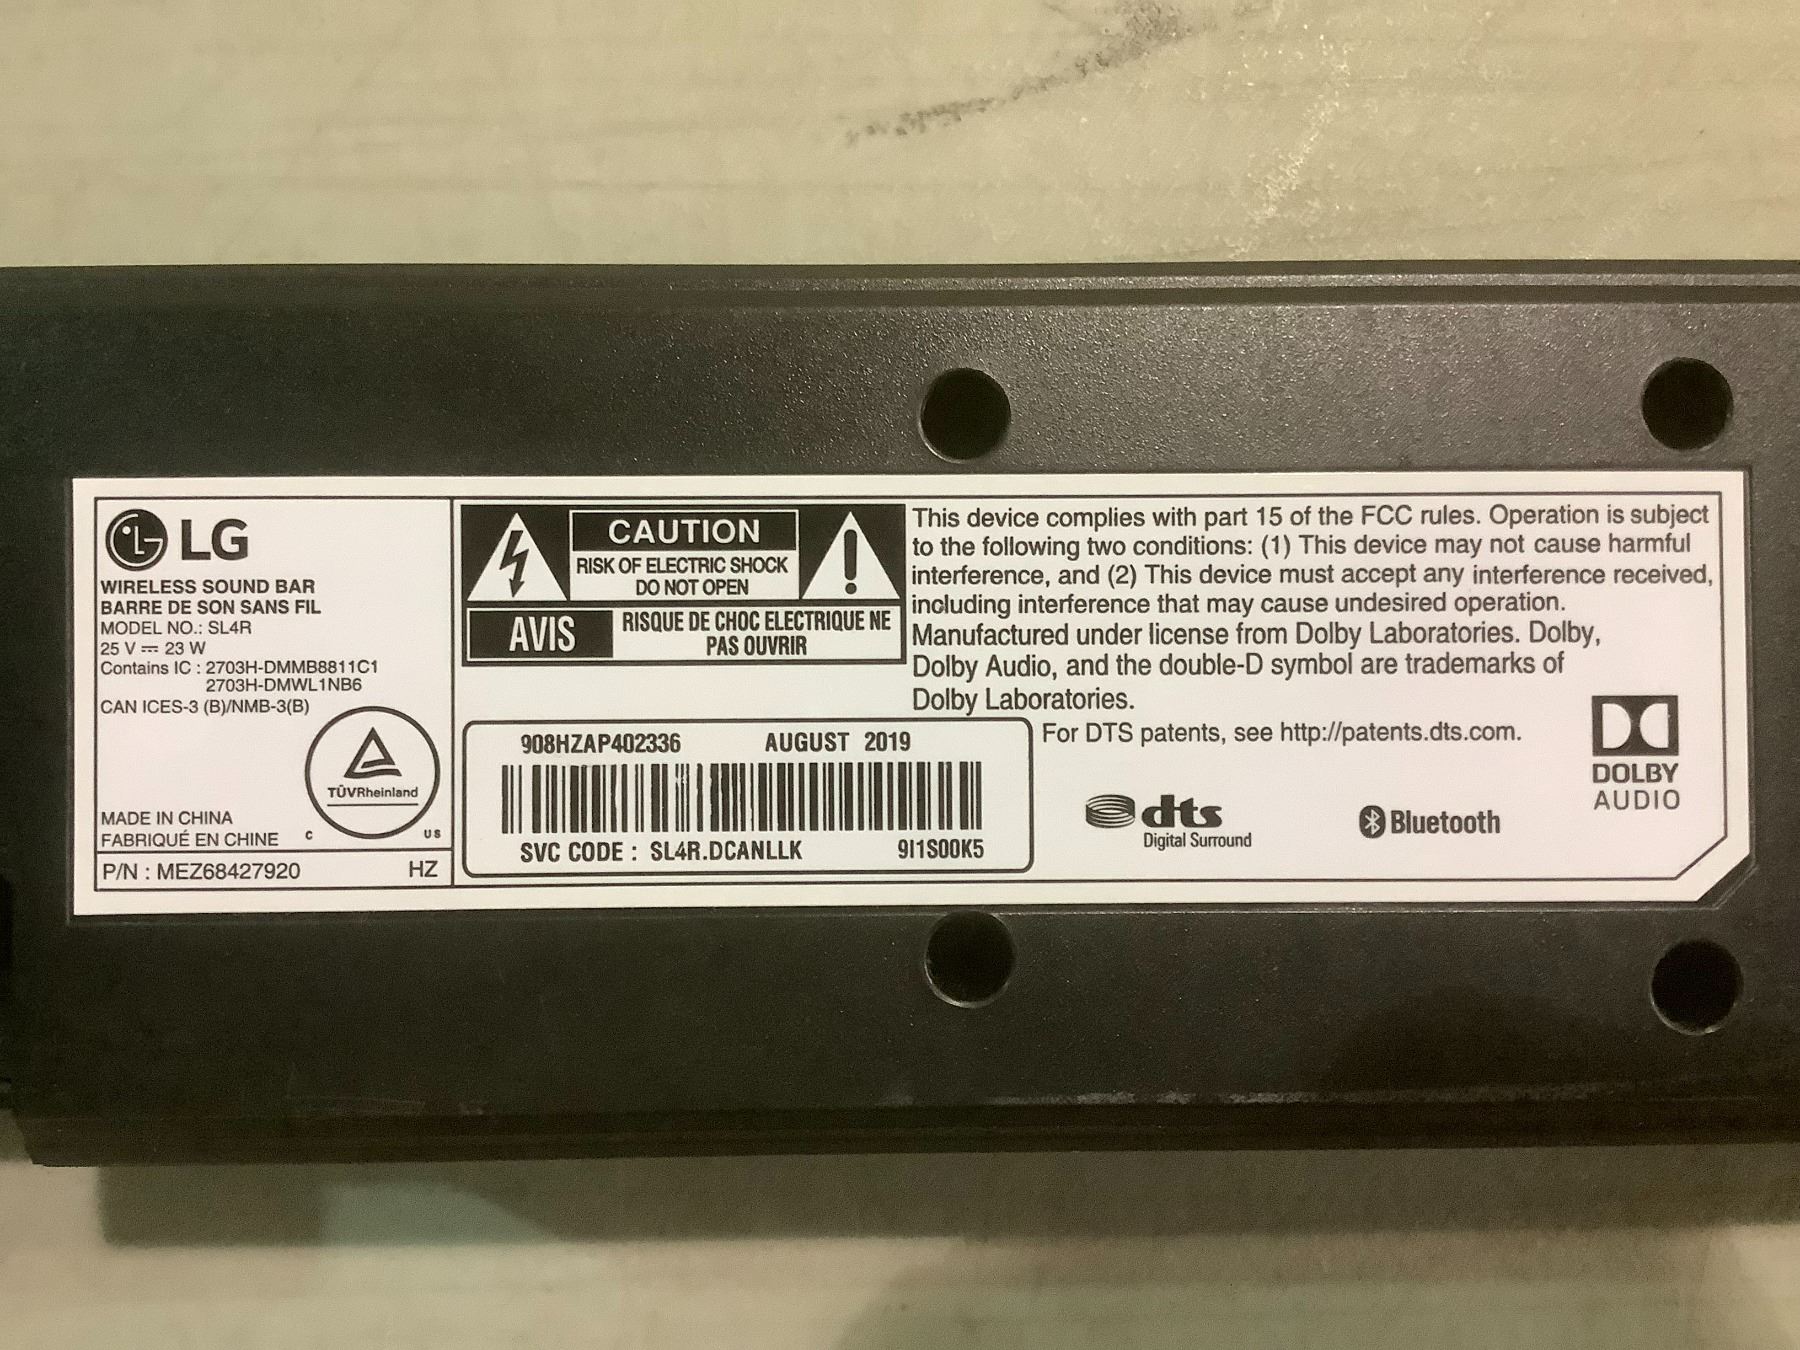 LG
WIRELESS SOUND BAR
BARRE DE SON SANS FIL
MODEL NO.: SL4R
25 V ⎓ 23 W
Contains IC : 2703H-DMMB8811C1
2703H-DMWL1NB6
CAN ICES-3 (B)/NMB-3(B)
TÜVRheinland
C US
MADE IN CHINA
FABRIQUÉ EN CHINE
P/N : MEZ68427920 HZ
CAUTION
RISK OF ELECTRIC SHOCK
DO NOT OPEN
AVIS
RISQUE DE CHOC ELECTRIQUE NE
PAS OUVRIR
908HZAP402336 AUGUST 2019
SVC CODE : SL4R.DCANLLK 9I1S00K5
This device complies with part 15 of the FCC rules. Operation is subject
to the following two conditions: (1) This device may not cause harmful
interference, and (2) This device must accept any interference received,
including interference that may cause undesired operation.
Manufactured under license from Dolby Laboratories. Dolby,
Dolby Audio, and the double-D symbol are trademarks of
Dolby Laboratories.
For DTS patents, see http://patents.dts.com.
dts
Digital Surround
Bluetooth
DOLBY
AUDIO